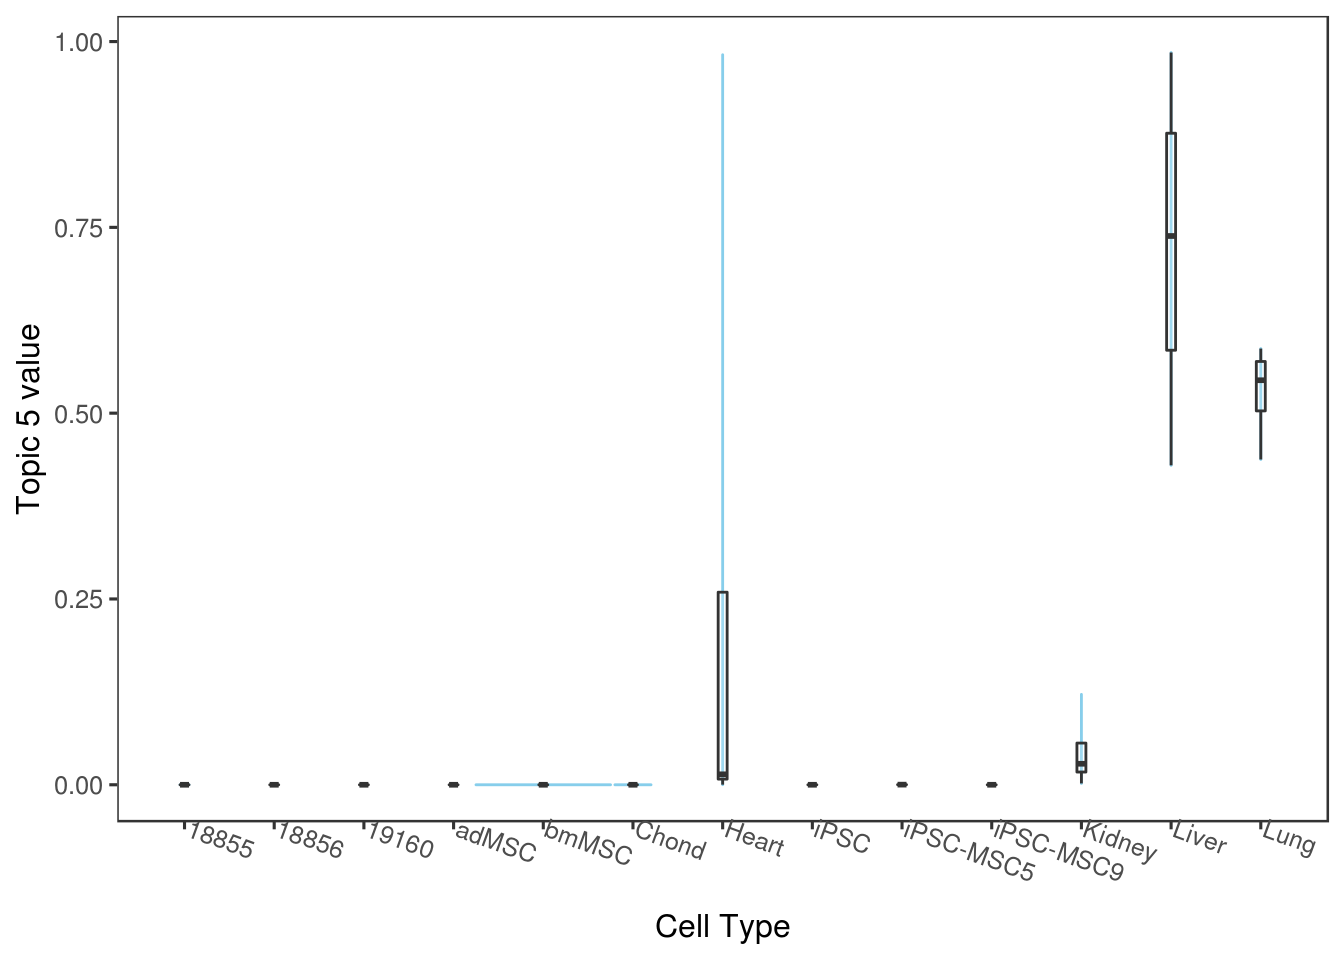 1.00
0.75
0.50
0.25
0.00
Topic 5 value
18855 18856 19160 adMSC bmMSC Chond Heart iPSC iPSC-MSC5 iPSC-MSC9 Kidney Liver Lung
Cell Type